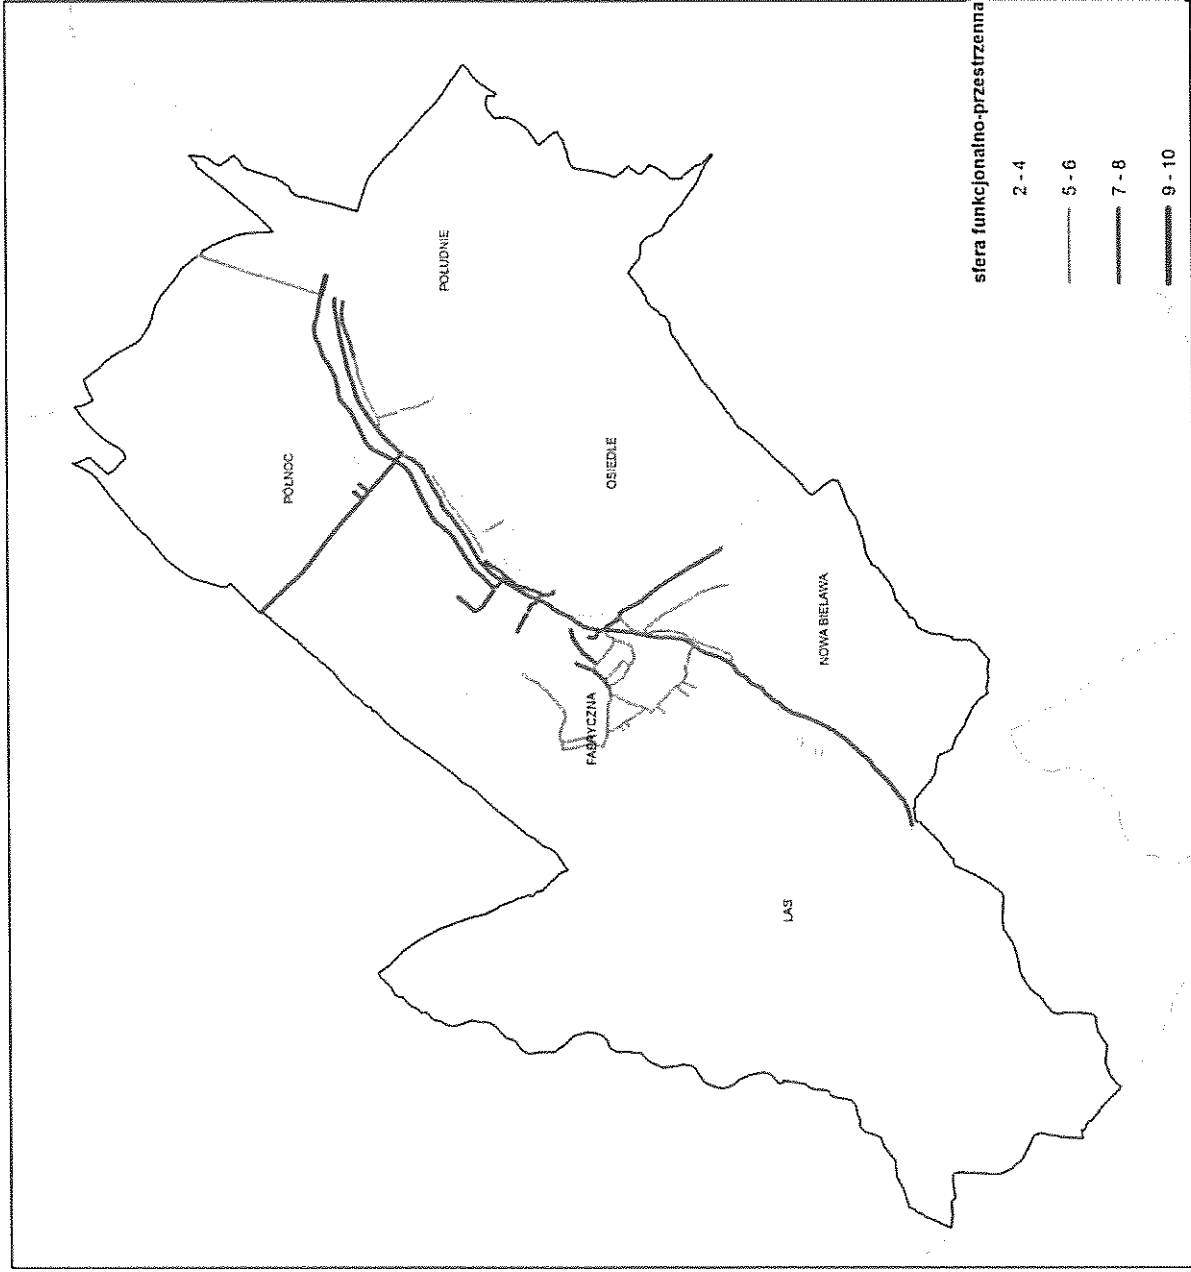 PÓŁNOC
POŁUDNIE
OSIEDLE
FABRYCZNA
NOWA BIELAWA
LAS
sfera funkcjonalno-przestrzenna
2 - 4
5 - 6
7 - 8
9 - 10